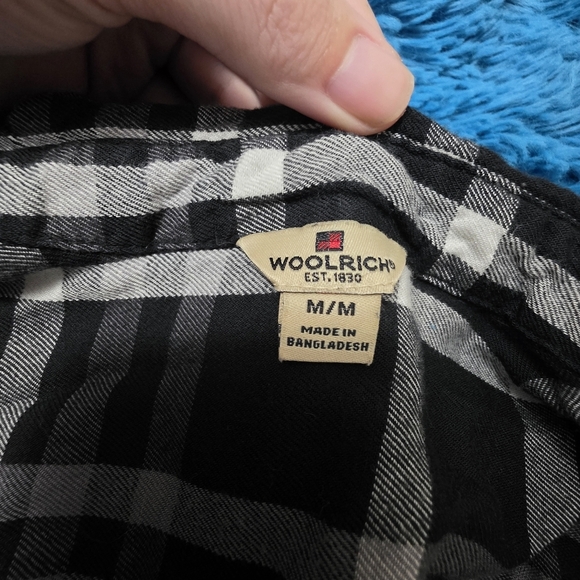 WOOLRICH®
EST. 1830
M/M
MADE IN
BANGLADESH